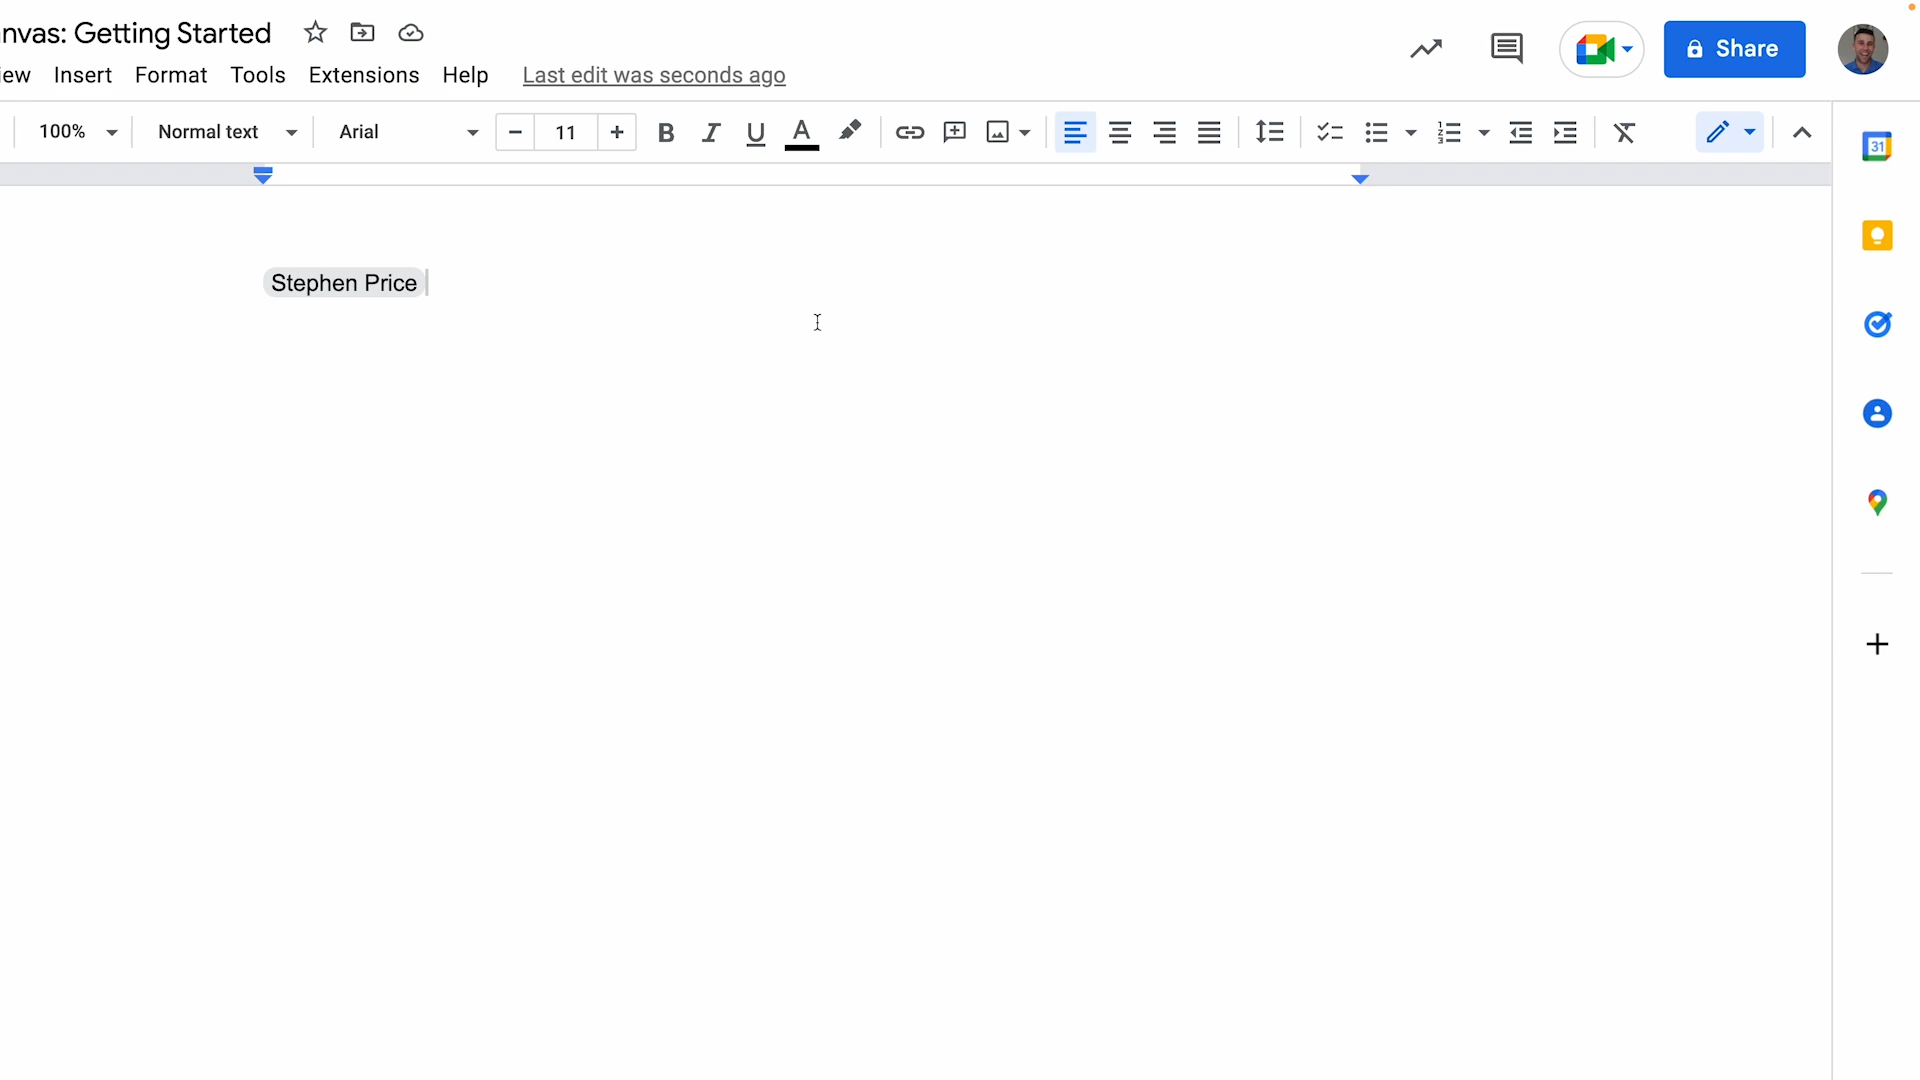 nvas: Getting Started
iew Insert Format Tools Extensions Help Last edit was seconds ago
Share
100% Normal text Arial 11 B I U A
31
Stephen Price